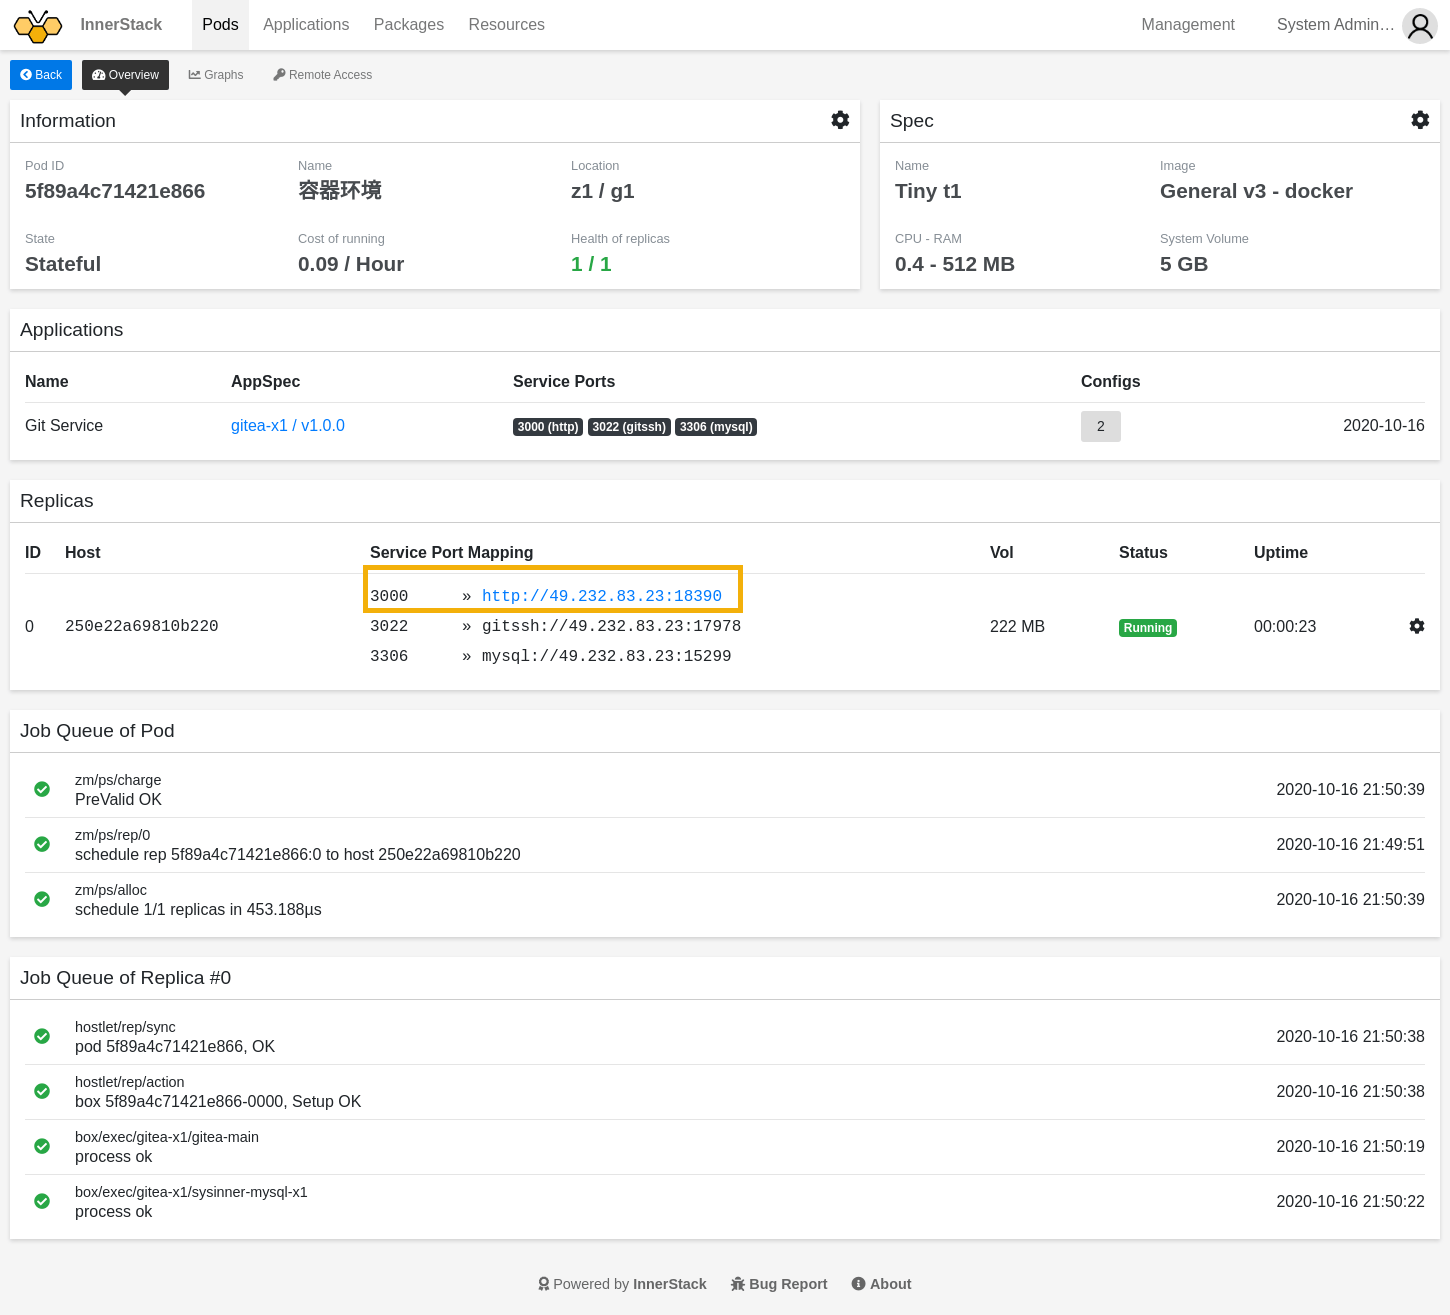 InnerStack Pods Applications Packages Resources Management System Admin…
Back Overview Graphs Remote Access
Information
Pod ID Name Location
5f89a4c71421e866 容器环境 z1 / g1
State Cost of running Health of replicas
Stateful 0.09 / Hour 1 / 1
Spec
Name Image
Tiny t1 General v3 - docker
CPU - RAM System Volume
0.4 - 512 MB 5 GB
Applications
Name AppSpec Service Ports Configs
Git Service gitea-x1 / v1.0.0 3000 (http) 3022 (gitssh) 3306 (mysql) 2 2020-10-16
Replicas
ID Host Service Port Mapping Vol Status Uptime
3000 » http://49.232.83.23:18390
0 250e22a69810b220 3022 » gitssh://49.232.83.23:17978 222 MB Running 00:00:23
3306 » mysql://49.232.83.23:15299
Job Queue of Pod
zm/ps/charge
PreValid OK 2020-10-16 21:50:39
zm/ps/rep/0
schedule rep 5f89a4c71421e866:0 to host 250e22a69810b220 2020-10-16 21:49:51
zm/ps/alloc
schedule 1/1 replicas in 453.188µs 2020-10-16 21:50:39
Job Queue of Replica #0
hostlet/rep/sync
pod 5f89a4c71421e866, OK 2020-10-16 21:50:38
hostlet/rep/action
box 5f89a4c71421e866-0000, Setup OK 2020-10-16 21:50:38
box/exec/gitea-x1/gitea-main
process ok 2020-10-16 21:50:19
box/exec/gitea-x1/sysinner-mysql-x1
process ok 2020-10-16 21:50:22
Powered by InnerStack Bug Report About